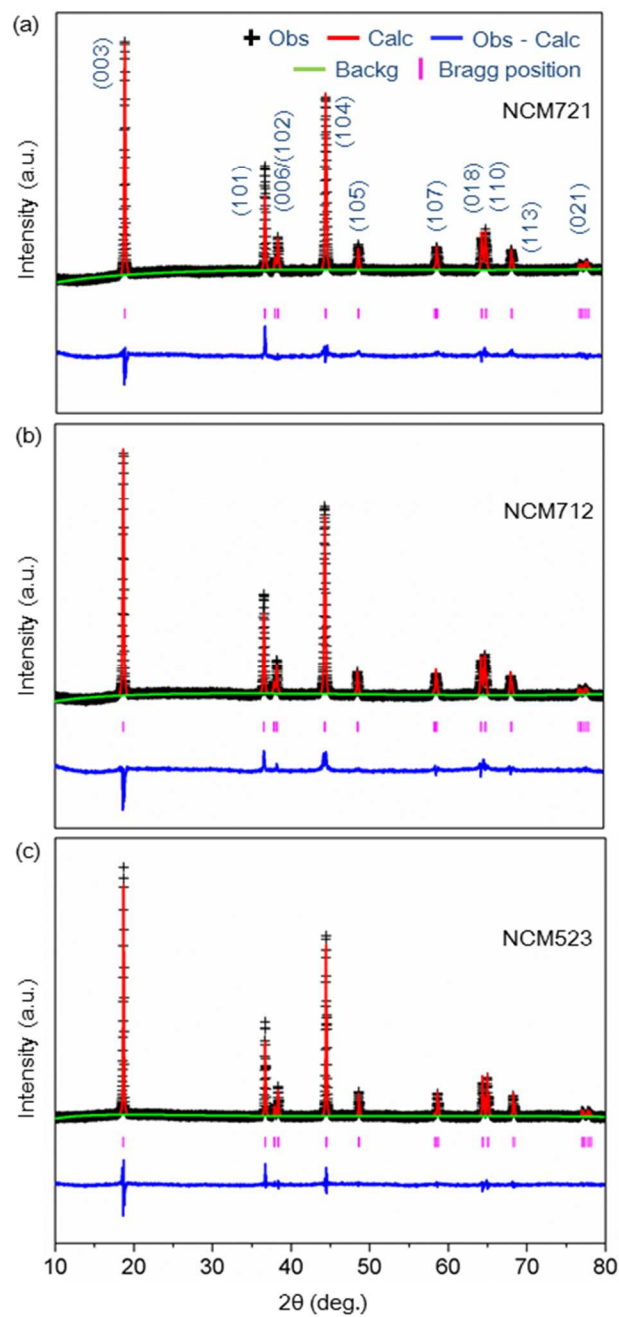 (a)
Obs Calc Obs - Calc
Backg Bragg position
NCM721
(003)
(101)
(006/(102)
(104)
(105)
(107)
(018)
(110)
(113)
(021)
Intensity (a.u.)
(b)
NCM712
Intensity (a.u.)
(c)
NCM523
Intensity (a.u.)
10 20 30 40 50 60 70 80
2θ (deg.)